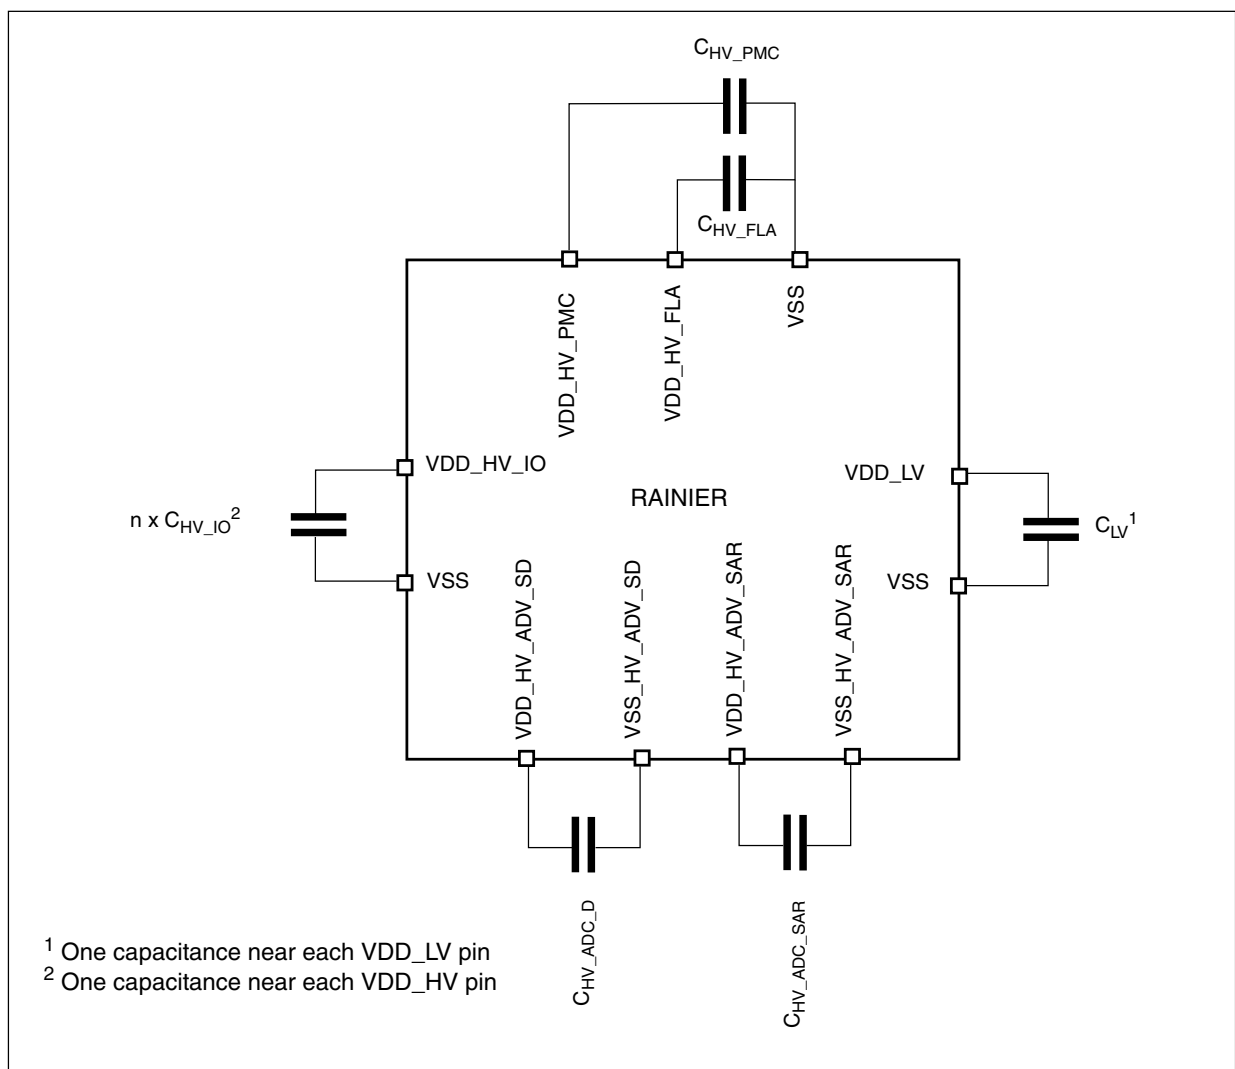 CHV_PMC
CHV_FLA
VDD_HV_PMC
VDD_HV_FLA
VSS
VDD_HV_IO
VDD_LV
RAINIER
n x CHV_IO2
CLV1
VSS
VSS
VDD_HV_ADV_SD
VSS_HV_ADV_SD
VDD_HV_ADV_SAR
VSS_HV_ADV_SAR
CHV_ADC_D
CHV_ADC_SAR
1 One capacitance near each VDD_LV pin
2 One capacitance near each VDD_HV pin